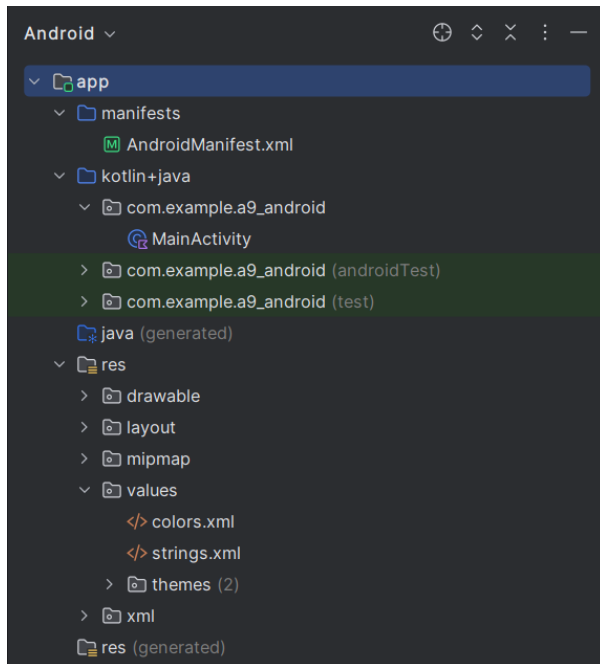 Android
app
manifests
AndroidManifest.xml
kotlin+java
com.example.a9_android
MainActivity
com.example.a9_android (androidTest)
com.example.a9_android (test)
java (generated)
res
drawable
layout
mipmap
values
</> colors.xml
</> strings.xml
themes (2)
xml
res (generated)